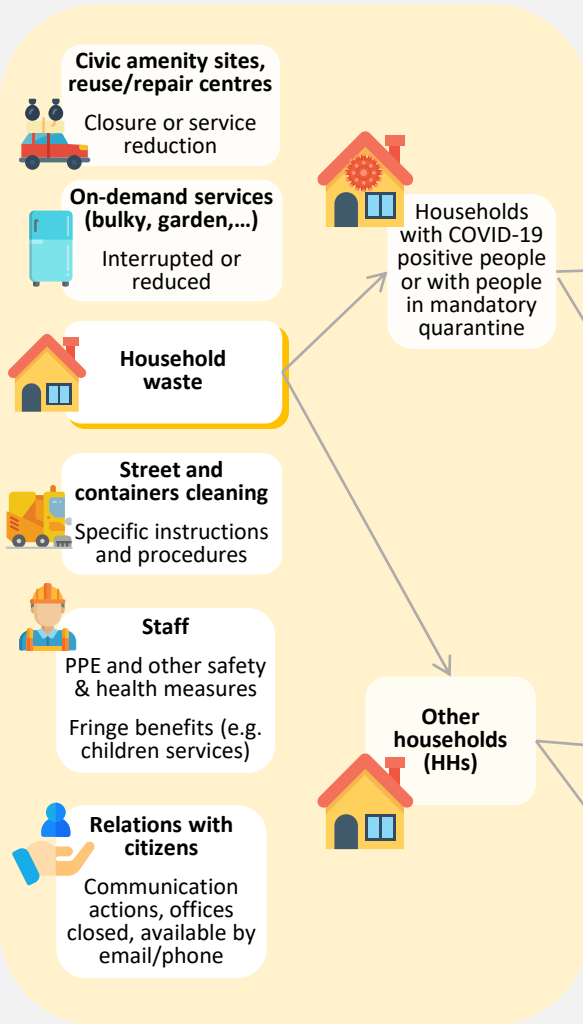 Civic amenity sites,
reuse/repair centres
Closure or service
reduction
On-demand services
(bulky, garden,...)
Interrupted or
reduced
Household
waste
Street and
containers cleaning
Specific instructions
and procedures
Staff
PPE and other safety
& health measures
Fringe benefits (e.g.
children services)
Relations with
citizens
Communication
actions, offices
closed, available by
email/phone
Households
with COVID-19
positive people
or with people
in mandatory
quarantine
Other
households
(HHs)